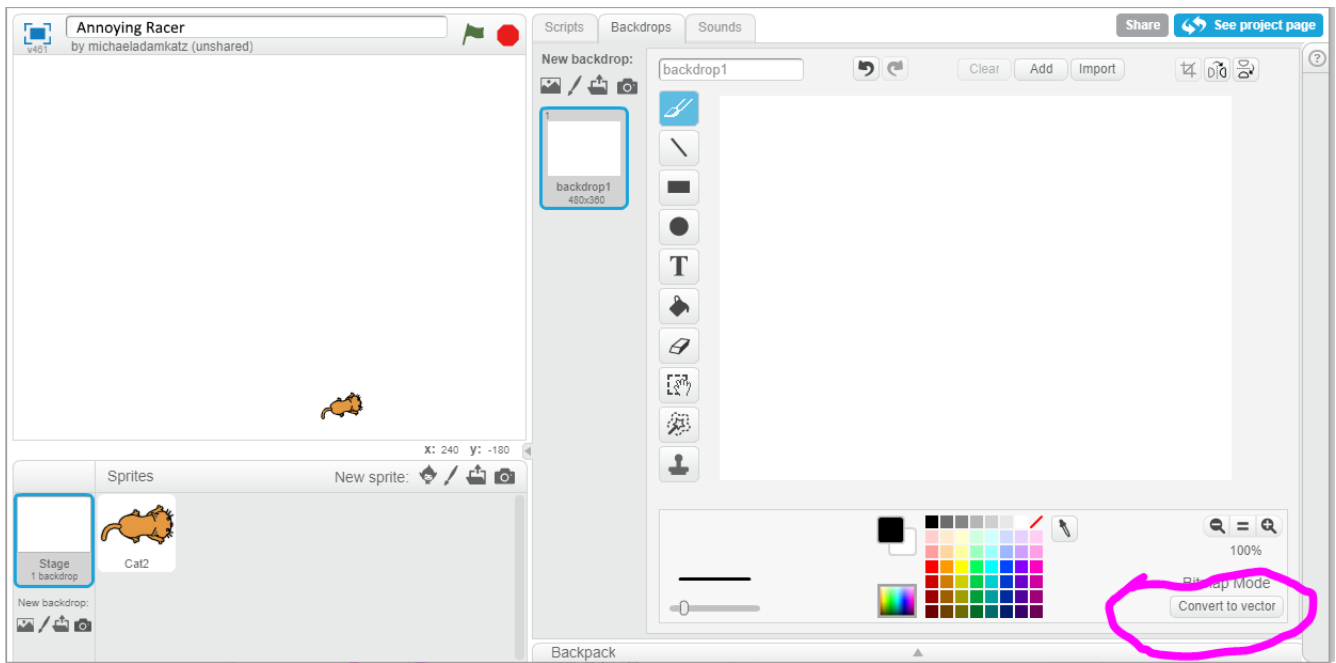 Annoying Racer
v461
by michaeladamkatz (unshared)
Scripts
Backdrops
Sounds
Share
See project page
New backdrop:
backdrop1
Clear
Add
Import
?
1
backdrop1
480x360
T
X: 240 y: -180
Sprites
New sprite:
Stage
1 backdrop
Cat2
New backdrop:
100%
Bitmap Mode
Convert to vector
Backpack